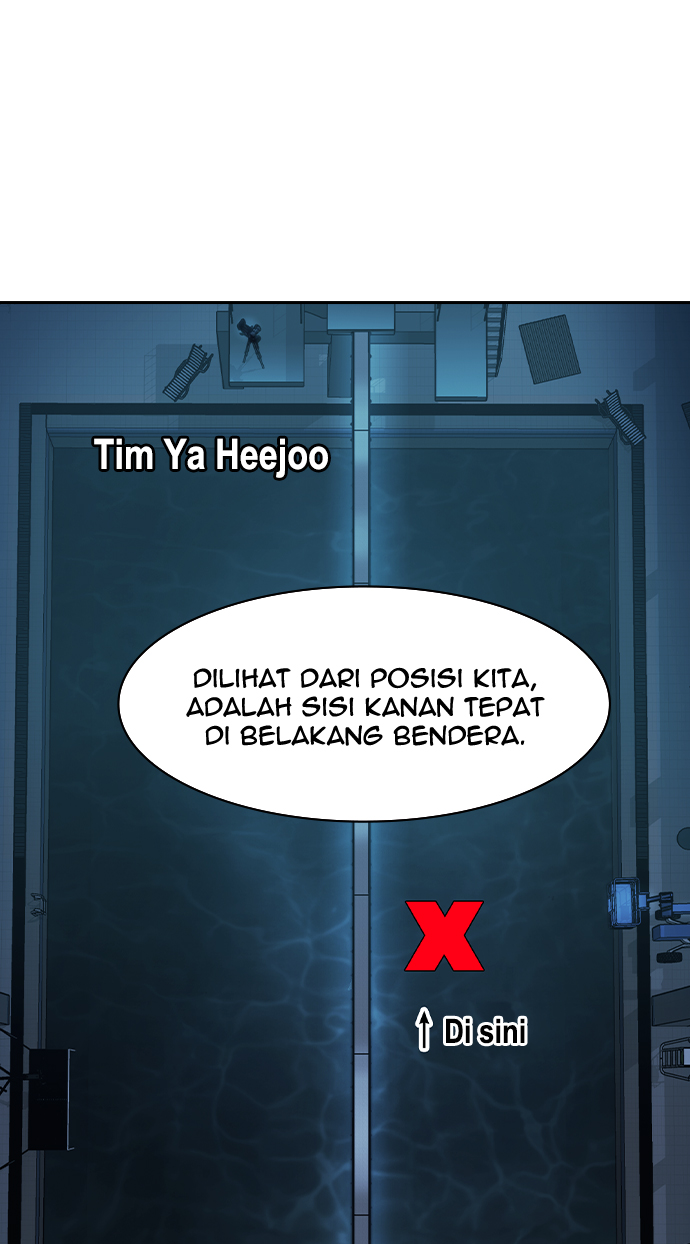 Tim Ya Heejoo
DILIHAT DARI POSISI KITA,
ADALAH SISI KANAN TEPAT
DI BELAKANG BENDERA.
X
↑ Di sini